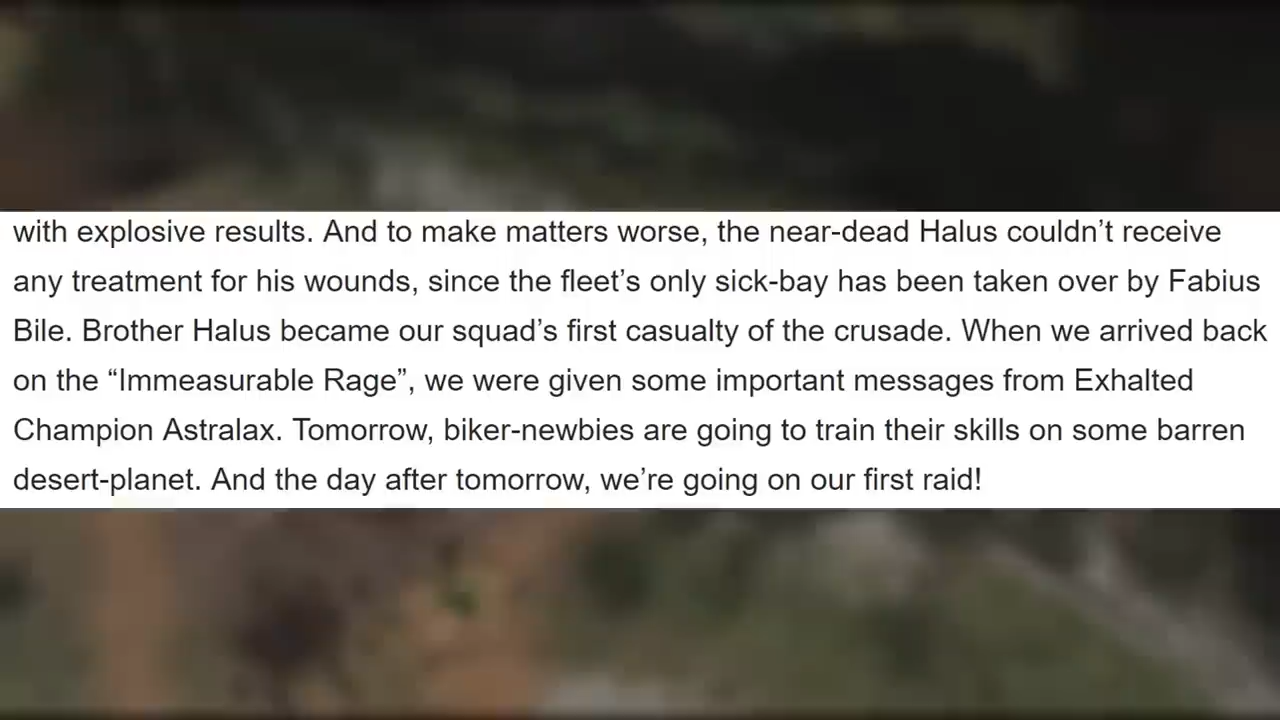 with explosive results. And to make matters worse, the near-dead Halus couldn’t receive
any treatment for his wounds, since the fleet’s only sick-bay has been taken over by Fabius
Bile. Brother Halus became our squad’s first casualty of the crusade. When we arrived back
on the “Immeasurable Rage”, we were given some important messages from Exhalted
Champion Astralax. Tomorrow, biker-newbies are going to train their skills on some barren
desert-planet. And the day after tomorrow, we’re going on our first raid!